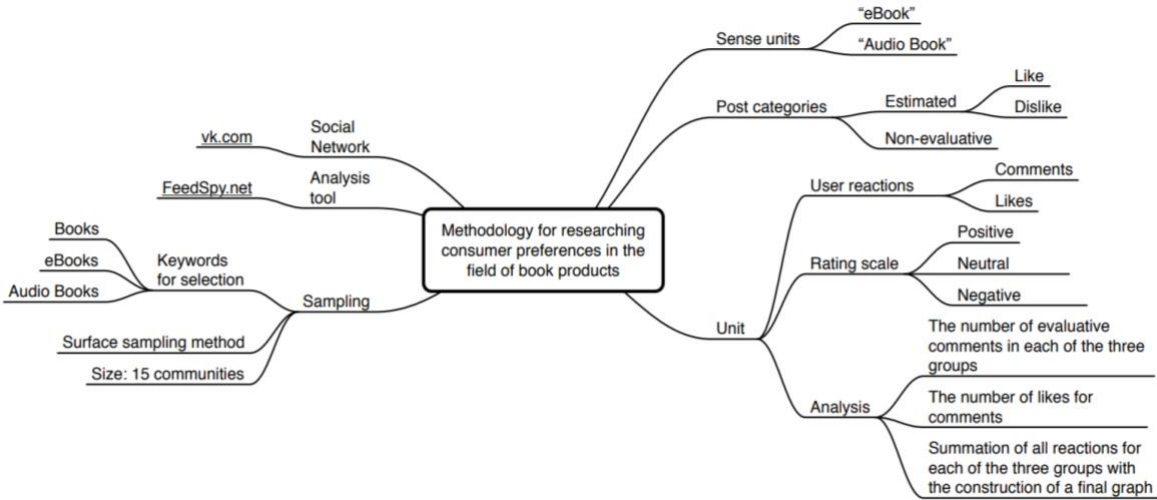 Methodology for researching
consumer preferences in the
field of book products
Social
Network
vk.com
Analysis
tool
FeedSpy.net
Sampling
Keywords
for selection
Books
eBooks
Audio Books
Surface sampling method
Size: 15 communities
Sense units
“eBook”
“Audio Book”
Post categories
Estimated
Like
Dislike
Non-evaluative
Unit
User reactions
Comments
Likes
Rating scale
Positive
Neutral
Negative
Analysis
The number of evaluative
comments in each of the three
groups
The number of likes for
comments
Summation of all reactions for
each of the three groups with
the construction of a final graph